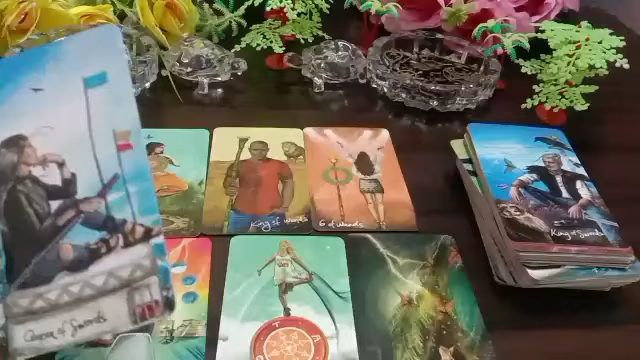 King of wands
6 of wands
King of Swords
Queen of Swords
T
A